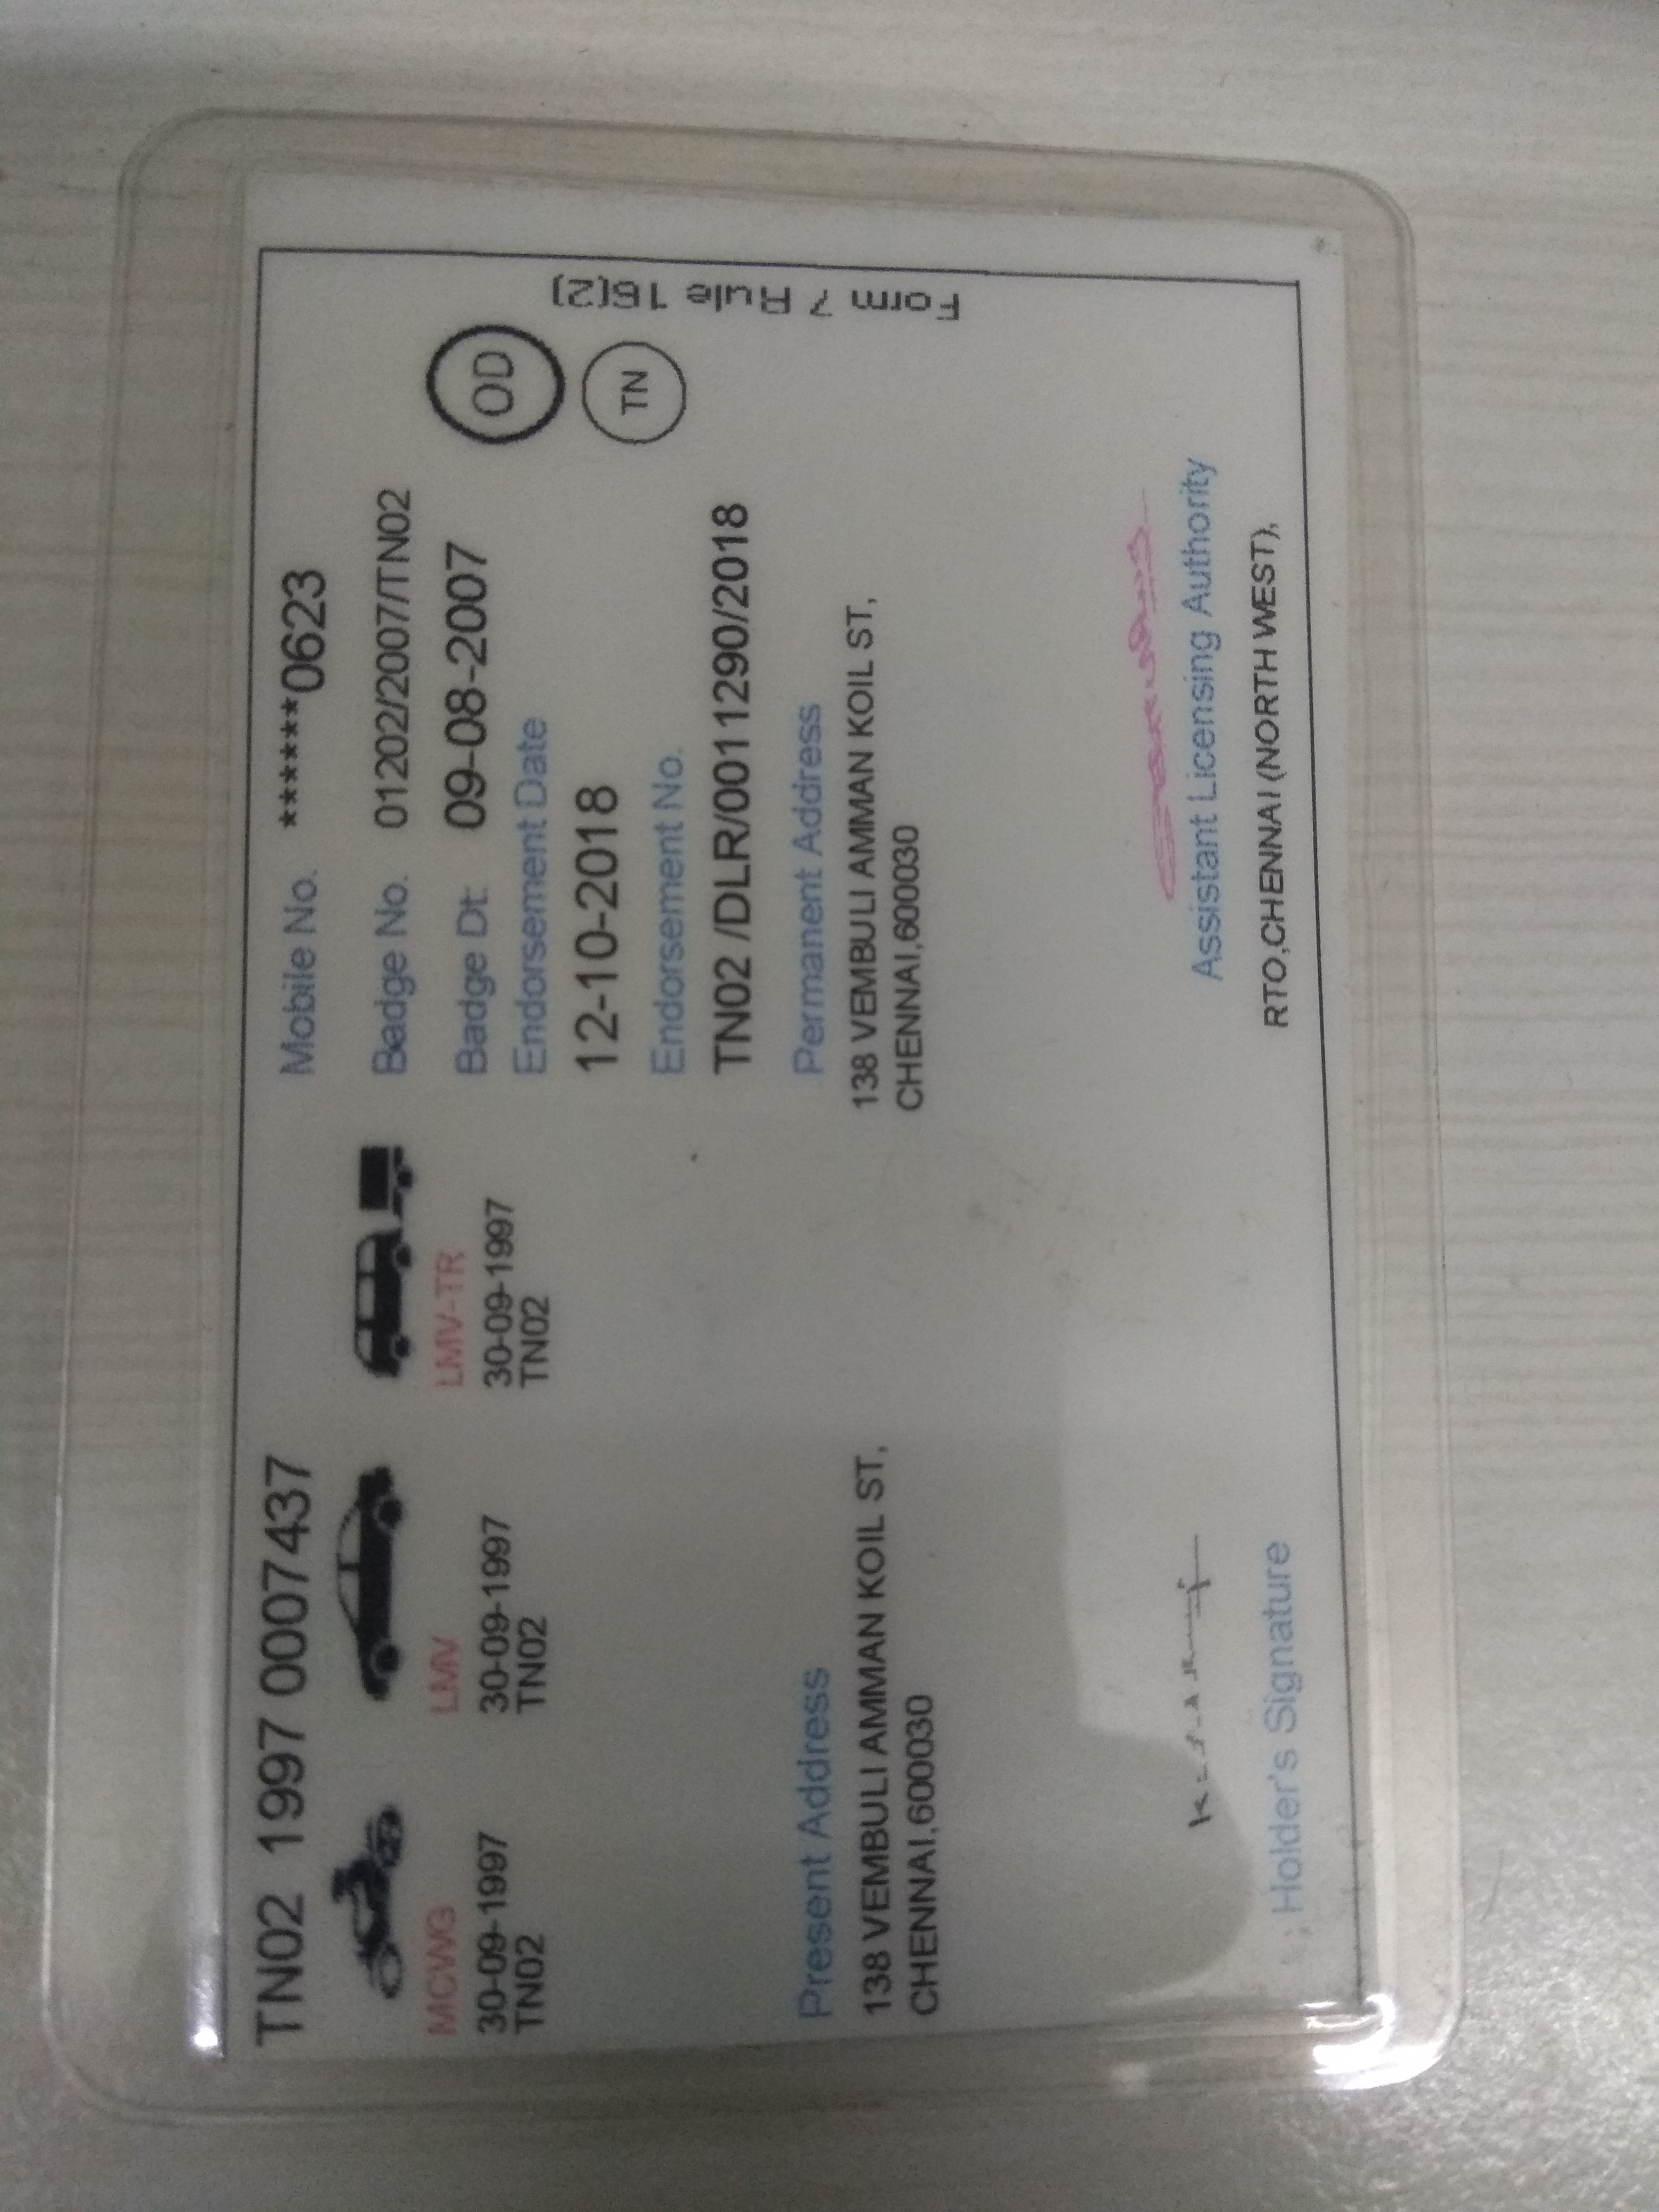 TN02 1997 0007437
MCWG
30-09-1997
TN02
LMV
30-09-1997
TN02
LMV-TR
30-09-1997
TN02
Mobile No. ******0623
Badge No. 01202/2007/TN02
Badge Dt. 09-08-2007
Endorsement Date
12-10-2018
Endorsement No.
TN02 /DLR/0011290/2018
OD
TN
Form 7 Rule 16(2)
Present Address
138 VEMBULI AMMAN KOIL ST,
CHENNAI,600030
Permanent Address
138 VEMBULI AMMAN KOIL ST,
CHENNAI,600030
Holder's Signature
Assistant Licensing Authority
RTO,CHENNAI (NORTH WEST),